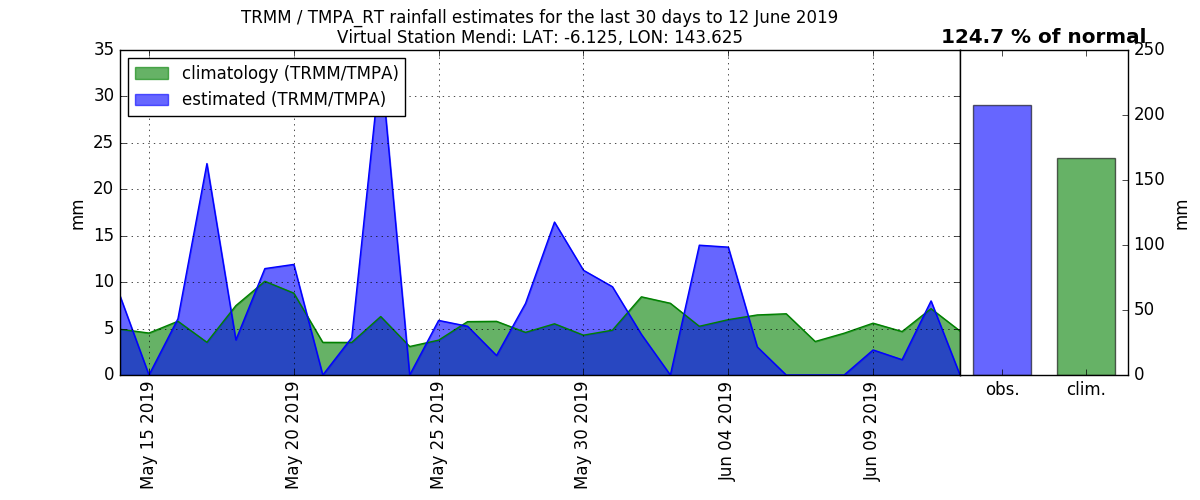 TRMM / TMPA_RT rainfall estimates for the last 30 days to 12 June 2019
Virtual Station Mendi: LAT: -6.125, LON: 143.625
124.7 % of normal
climatology (TRMM/TMPA)
estimated (TRMM/TMPA)
35
30
25
20
15
10
5
0
mm
May 15 2019
May 20 2019
May 25 2019
May 30 2019
Jun 04 2019
Jun 09 2019
250
200
150
100
50
0
mm
obs.
clim.